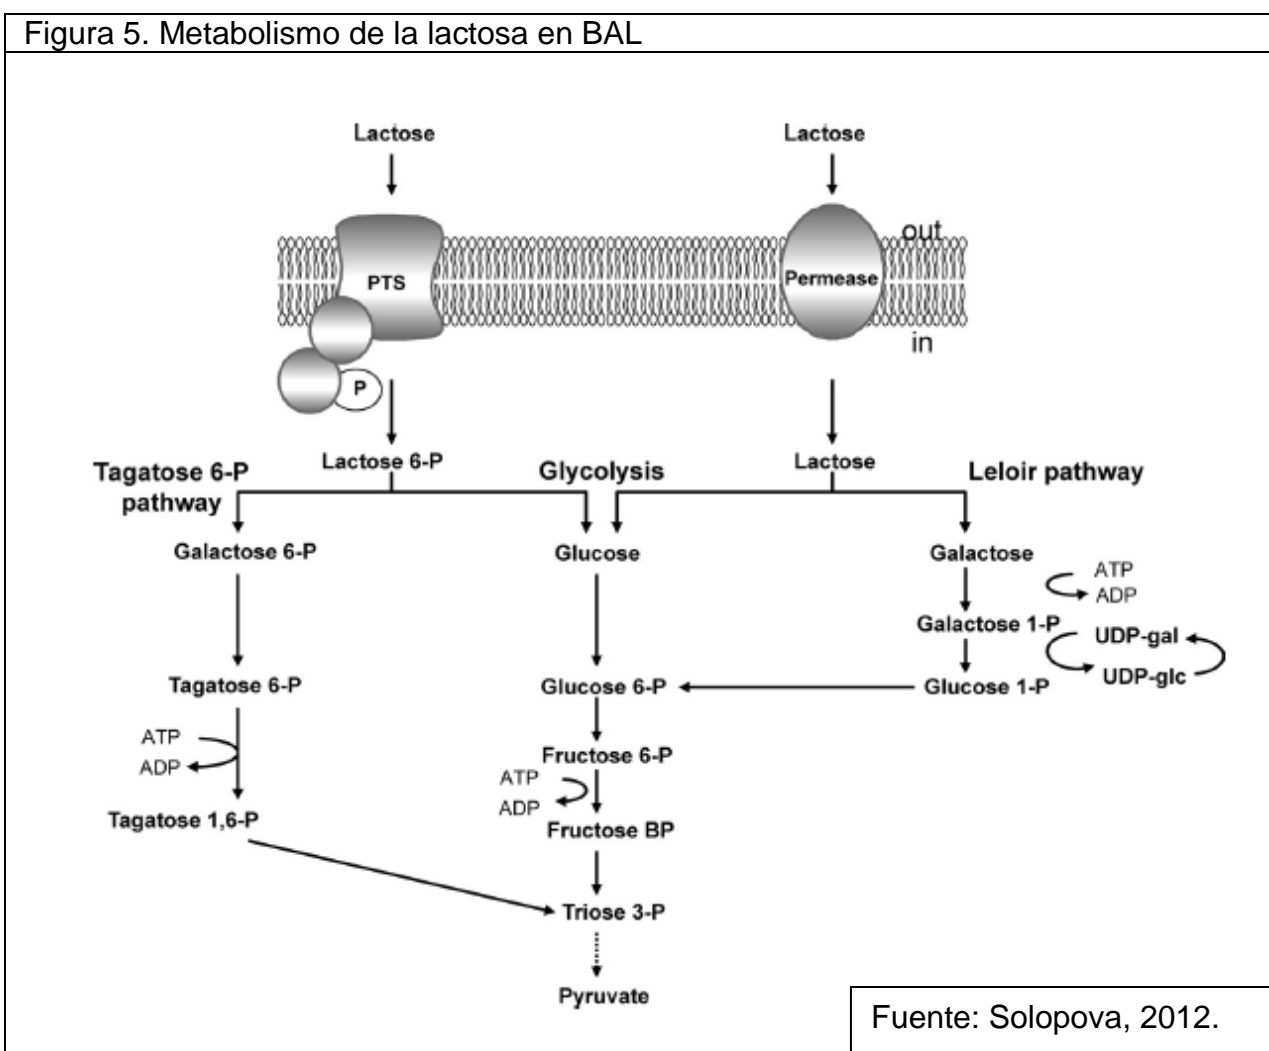 Figura 5. Metabolismo de la lactosa en BAL
Lactose
Lactose
out
PTS
Permease
in
P
Lactose 6-P
Lactose
Tagatose 6-P
pathway
Glycolysis
Leloir pathway
Galactose 6-P
Glucose
Galactose
ATP
ADP
Galactose 1-P
UDP-gal
UDP-glc
Tagatose 6-P
Glucose 6-P
Glucose 1-P
ATP
ADP
Fructose 6-P
ATP
ADP
Tagatose 1,6-P
Fructose BP
Triose 3-P
Pyruvate
Fuente: Solopova, 2012.